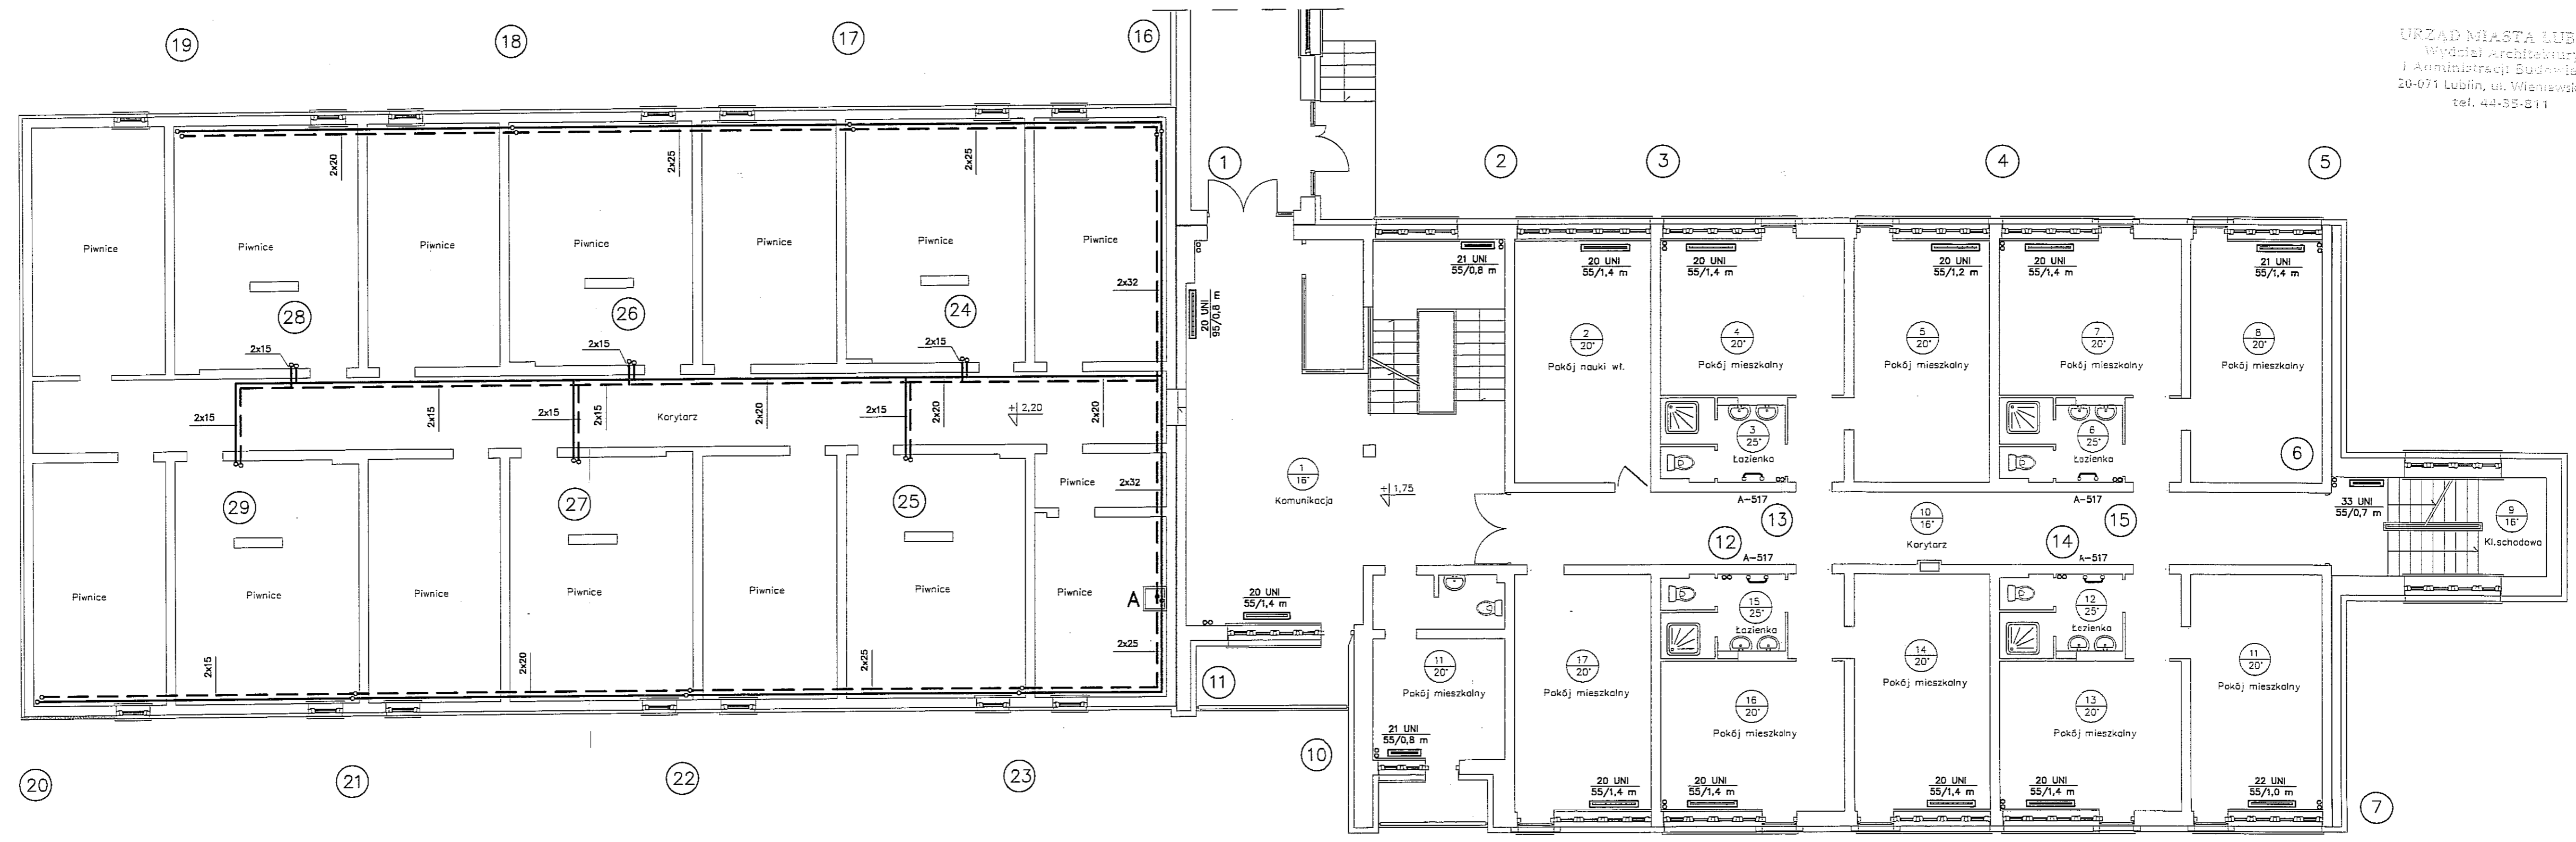 19
18
17
16
URZĄD MIASTA LUB
Wydział Architektury
i Administracji Budowla
20-071 Lublin, ul. Wieniawsk
tel. 44-35-811
1
2
3
4
5
2x20
2x25
2x25
Piwnice
Piwnice
Piwnice
Piwnice
Piwnice
Piwnice
Piwnice
2x32
28
26
24
2x15
2x15
2x15
20 UNI
95/0,8 m
21 UNI
55/0,8 m
20 UNI
55/1,4 m
20 UNI
55/1,4 m
20 UNI
55/1,2 m
20 UNI
55/1,4 m
21 UNI
55/1,4 m
2
20°
Pokój nauki wł.
4
20°
Pokój mieszkalny
5
20°
Pokój mieszkalny
7
20°
Pokój mieszkalny
8
20°
Pokój mieszkalny
2x15
2x15
2x15
2x15
Korytarz
2x20
2x15
2x20
+ 2,20
2x20
3
25°
Łazienka
6
25°
Łazienka
6
29
27
25
Piwnice
2x32
1
16°
Komunikacja
+ 1,75
A-517
13
A-517
15
33 UNI
55/0,7 m
12
A-517
10
16°
Korytarz
14
A-517
9
16°
Kl.schodowa
Piwnice
Piwnice
Piwnice
Piwnice
Piwnice
Piwnice
Piwnice
A
20 UNI
55/1,4 m
15
25°
Łazienka
12
25°
Łazienka
2x15
2x20
2x25
2x25
11
11
20°
Pokój mieszkalny
17
20°
Pokój mieszkalny
14
20°
Pokój mieszkalny
11
20°
Pokój mieszkalny
16
20°
Pokój mieszkalny
13
20°
Pokój mieszkalny
21 UNI
55/0,8 m
20 UNI
55/1,4 m
20 UNI
55/1,4 m
20 UNI
55/1,4 m
20 UNI
55/1,4 m
22 UNI
55/1,0 m
20
21
22
23
10
7